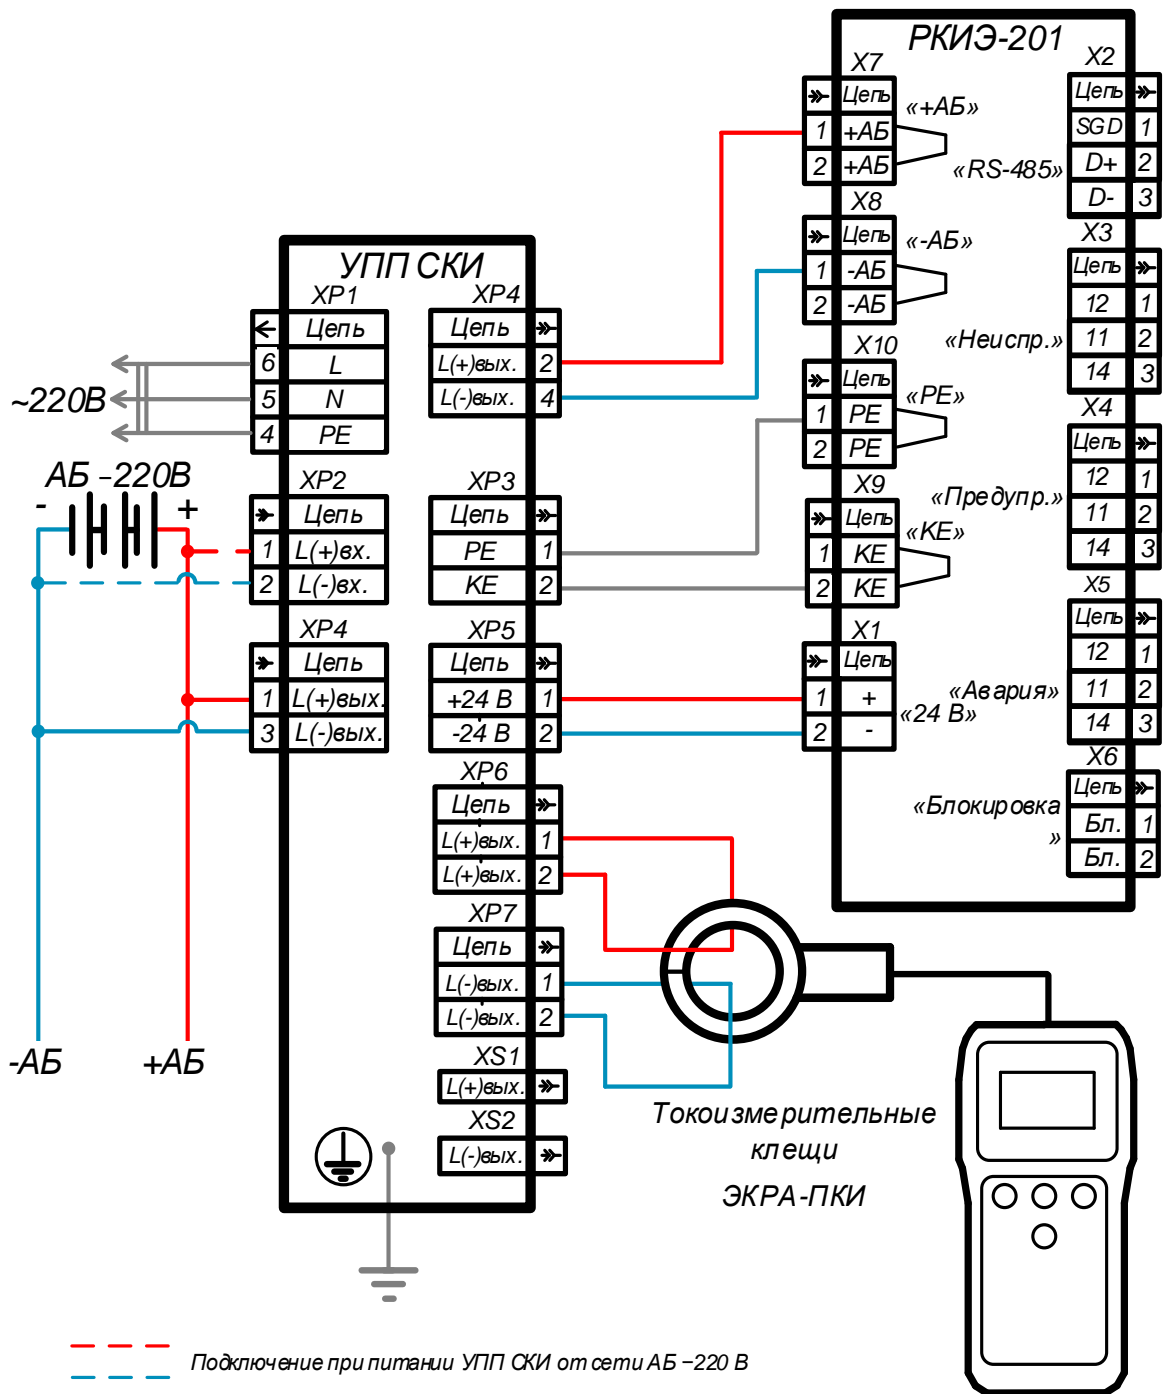 РКИЭ-201
X7
Цепь
1 +АБ
2 +АБ
«+АБ»
X8
Цепь
1 -АБ
2 -АБ
«-АБ»
X10
Цепь
1 PE
2 PE
«PE»
X9
Цепь
1 KE
2 KE
«KE»
X1
Цепь
1 +
2 -
«24 В»
X2
Цепь
SGD 1
D+ 2
D- 3
«RS-485»
X3
Цепь
12 1
11 2
14 3
«Неиспр.»
X4
Цепь
12 1
11 2
14 3
«Предупр.»
X5
Цепь
12 1
11 2
14 3
«Авария»
X6
Цепь
Бл. 1
Бл. 2
«Блокировка
»
УПП СКИ
XP1
Цепь
6 L
5 N
4 PE
~220В
АБ –220В
- +
XP2
Цепь
1 L(+)вх.
2 L(-)вх.
XP4
Цепь
1 L(+)вых.
3 L(-)вых.
-АБ
+АБ
XP4
Цепь
L(+)вых. 2
L(-)вых. 4
XP3
Цепь
PE 1
KE 2
XP5
Цепь
+24 В 1
-24 В 2
XP6
Цепь
L(+)вых. 1
L(+)вых. 2
XP7
Цепь
L(-)вых. 1
L(-)вых. 2
XS1
L(+)вых.
XS2
L(-)вых.
Токоизмерительные
клещи
ЭКРА-ПКИ
Подключение при питании УПП СКИ от сети АБ –220 В